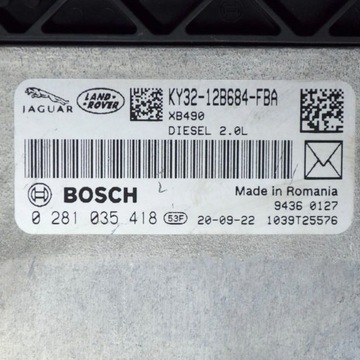 JAGUAR
LAND-
ROVER
KY32-12B684-FBA
XB490
DIESEL 2.0L
BOSCH
Made in Romania
9436 0127
0 281 035 418 53F 20-09-22 1039T25576